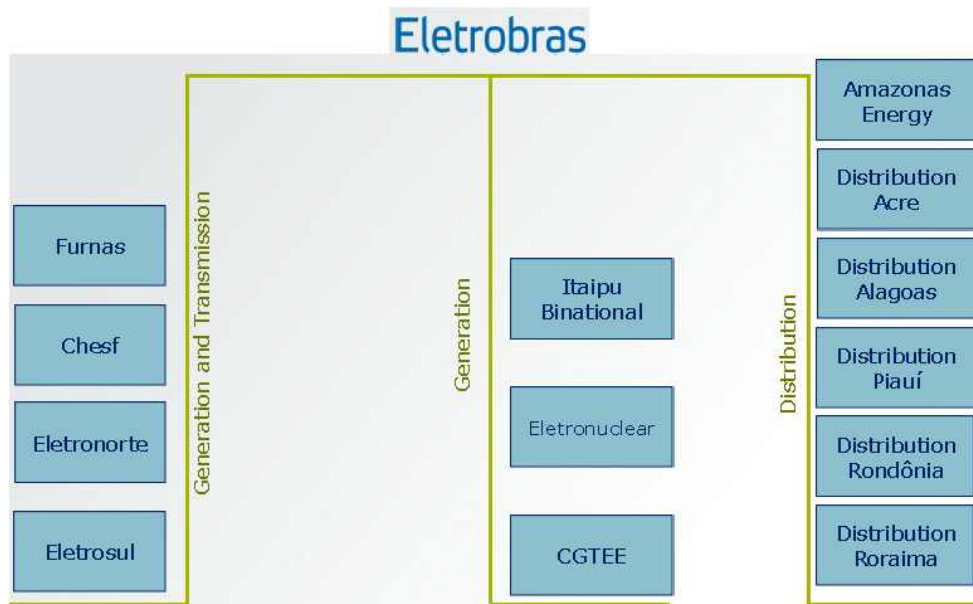 Eletrobras
Generation and Transmission
Furnas
Chesf
Eletronorte
Eletrosul
Generation
Itaipu
Binational
Eletronuclear
CGTEE
Distribution
Amazonas
Energy
Distribution
Acre
Distribution
Alagoas
Distribution
Piauí
Distribution
Rondônia
Distribution
Roraima